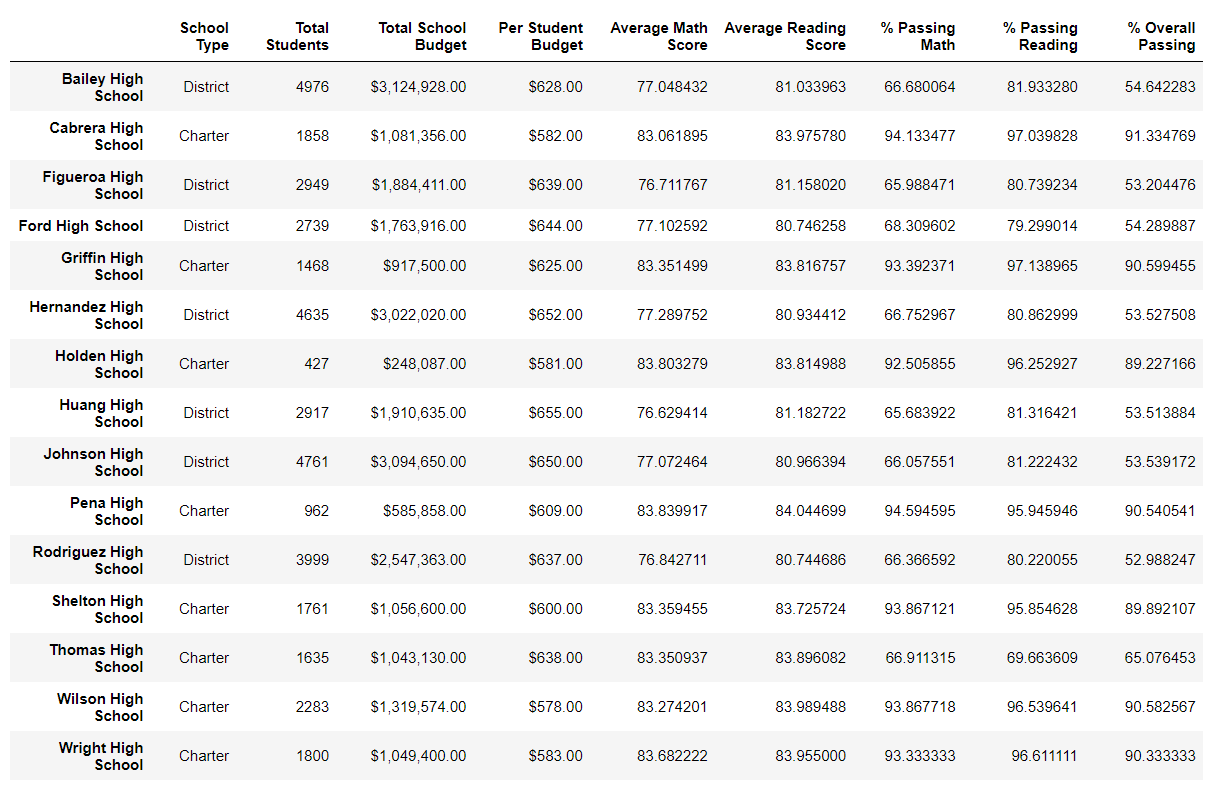 School Type Total Students Total School Budget Per Student Budget Average Math Score Average Reading Score % Passing Math % Passing Reading % Overall Passing
Bailey High School District 4976 $3,124,928.00 $628.00 77.048432 81.033963 66.680064 81.933280 54.642283
Cabrera High School Charter 1858 $1,081,356.00 $582.00 83.061895 83.975780 94.133477 97.039828 91.334769
Figueroa High School District 2949 $1,884,411.00 $639.00 76.711767 81.158020 65.988471 80.739234 53.204476
Ford High School District 2739 $1,763,916.00 $644.00 77.102592 80.746258 68.309602 79.299014 54.289887
Griffin High School Charter 1468 $917,500.00 $625.00 83.351499 83.816757 93.392371 97.138965 90.599455
Hernandez High School District 4635 $3,022,020.00 $652.00 77.289752 80.934412 66.752967 80.862999 53.527508
Holden High School Charter 427 $248,087.00 $581.00 83.803279 83.814988 92.505855 96.252927 89.227166
Huang High School District 2917 $1,910,635.00 $655.00 76.629414 81.182722 65.683922 81.316421 53.513884
Johnson High School District 4761 $3,094,650.00 $650.00 77.072464 80.966394 66.057551 81.222432 53.539172
Pena High School Charter 962 $585,858.00 $609.00 83.839917 84.044699 94.594595 95.945946 90.540541
Rodriguez High School District 3999 $2,547,363.00 $637.00 76.842711 80.744686 66.366592 80.220055 52.988247
Shelton High School Charter 1761 $1,056,600.00 $600.00 83.359455 83.725724 93.867121 95.854628 89.892107
Thomas High School Charter 1635 $1,043,130.00 $638.00 83.350937 83.896082 66.911315 69.663609 65.076453
Wilson High School Charter 2283 $1,319,574.00 $578.00 83.274201 83.989488 93.867718 96.539641 90.582567
Wright High School Charter 1800 $1,049,400.00 $583.00 83.682222 83.955000 93.333333 96.611111 90.333333